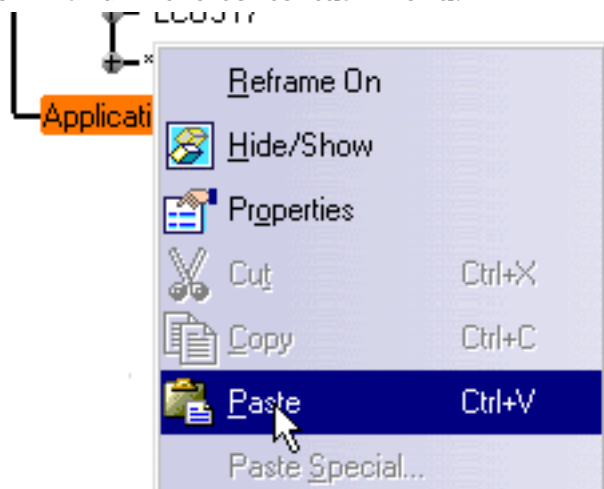 Applicati
Reframe On
Hide/Show
Properties
Cut Ctrl+X
Copy Ctrl+C
Paste Ctrl+V
Paste Special...